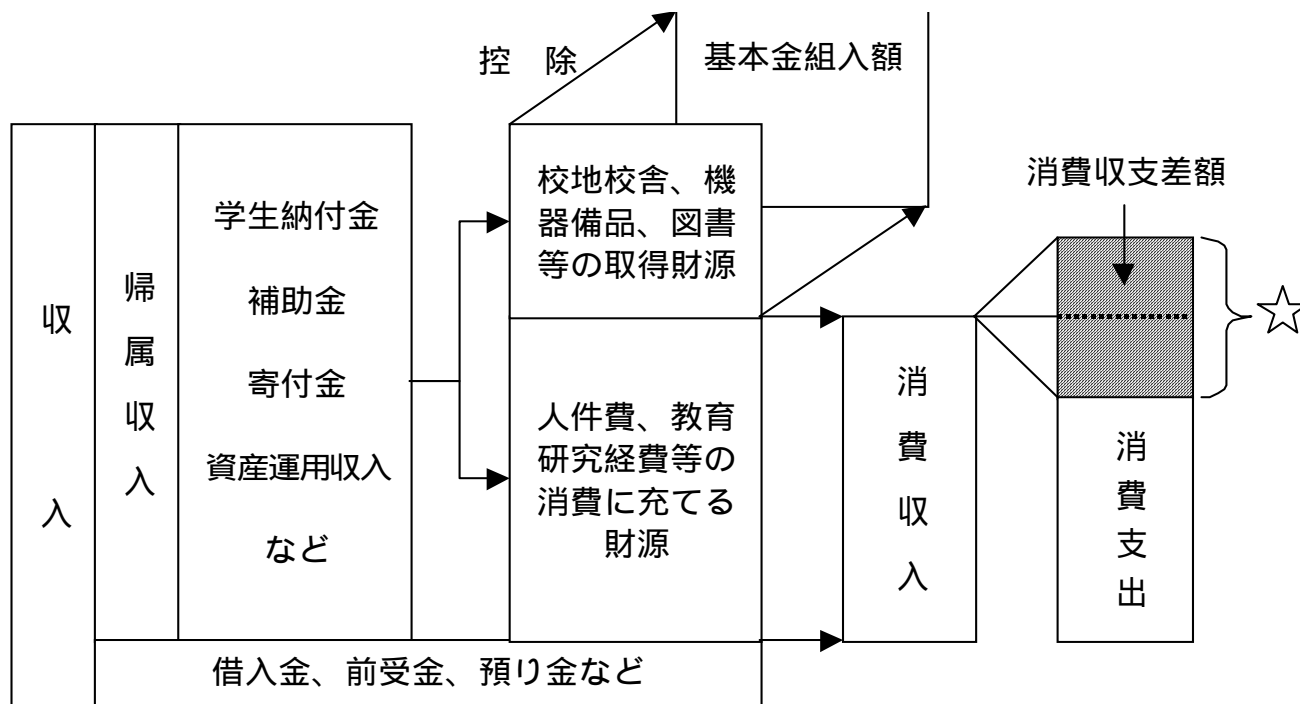 控 除
基本金組入額
収入
帰属収入
学生納付金
補助金
寄付金
資産運用収入
など
校地校舎、機
器備品、図書
等の取得財源
人件費、教育
研究経費等の
消費に充てる
財源
借入金、前受金、預り金など
消費収入
消費収支差額
消費支出
☆